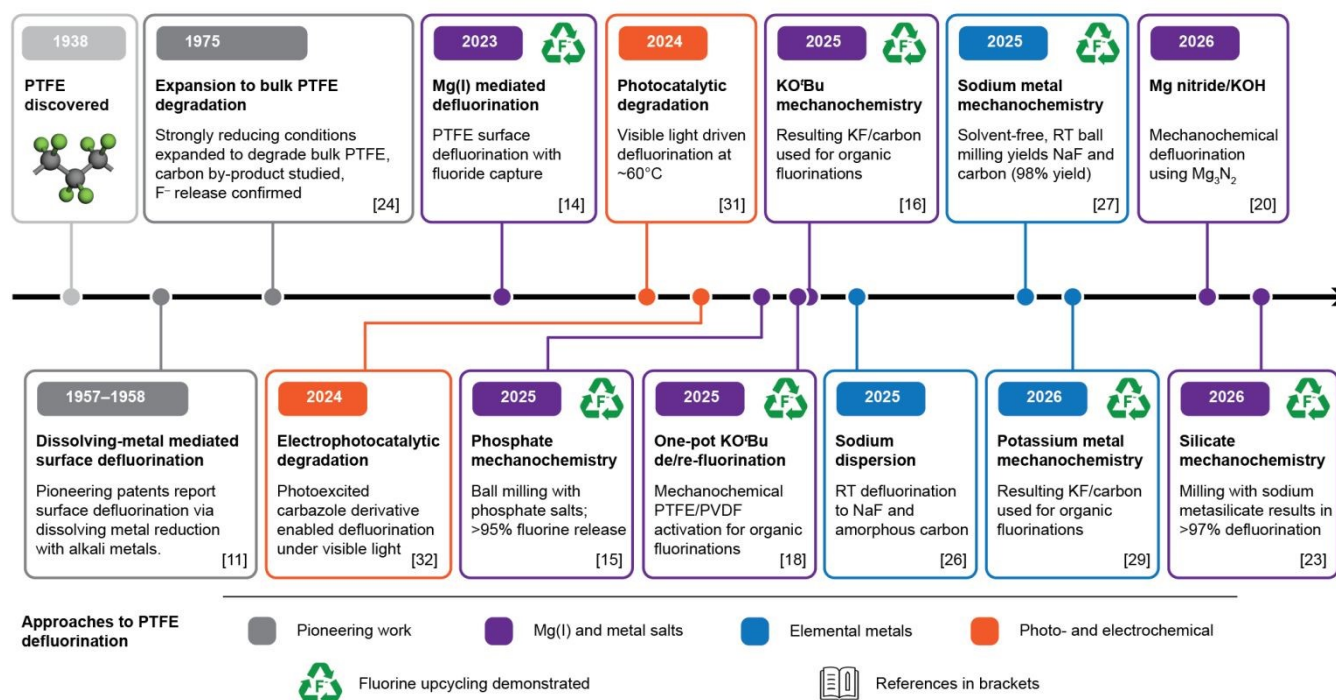 1938
PTFE
discovered
1975
Expansion to bulk PTFE
degradation
Strongly reducing conditions
expanded to degrade bulk PTFE,
carbon by-product studied,
F⁻ release confirmed
[24]
2023
F⁻
Mg(I) mediated
defluorination
PTFE surface
defluorination with
fluoride capture
[14]
2024
Photocatalytic
degradation
Visible light driven
defluorination at
~60°C
[31]
2025
F⁻
KOᵗBu
mechanochemistry
Resulting KF/carbon
used for organic
fluorinations
[16]
2025
F⁻
Sodium metal
mechanochemistry
Solvent-free, RT ball
milling yields NaF and
carbon (98% yield)
[27]
2026
Mg nitride/KOH
Mechanochemical
defluorination
using Mg₃N₂
[20]
1957–1958
Dissolving-metal mediated
surface defluorination
Pioneering patents report
surface defluorination via
dissolving metal reduction
with alkali metals.
[11]
2024
Electrophotocatalytic
degradation
Photoexcited
carbazole derivative
enabled defluorination
under visible light
[32]
2025
F⁻
Phosphate
mechanochemistry
Ball milling with
phosphate salts;
>95% fluorine release
[15]
2025
F⁻
One-pot KOᵗBu
de/re-fluorination
Mechanochemical
PTFE/PVDF
activation for organic
fluorinations
[18]
2025
Sodium
dispersion
RT defluorination
to NaF and
amorphous carbon
[26]
2026
F⁻
Potassium metal
mechanochemistry
Resulting KF/carbon
used for organic
fluorinations
[29]
2026
F⁻
Silicate
mechanochemistry
Milling with sodium
metasilicate results in
>97% defluorination
[23]
Approaches to PTFE
defluorination
Pioneering work
Mg(I) and metal salts
Elemental metals
Photo- and electrochemical
F⁻
Fluorine upcycling demonstrated
References in brackets